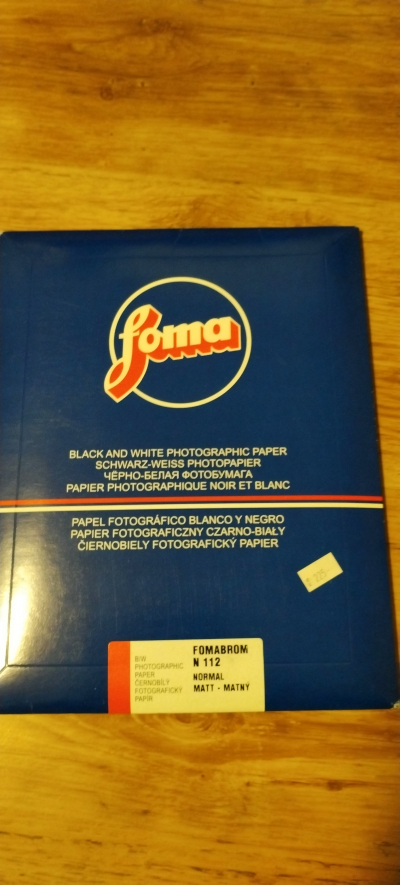 foma
BLACK AND WHITE PHOTOGRAPHIC PAPER
SCHWARZ-WEISS PHOTOPAPIER
ЧЁРНО-БЕЛАЯ ФОТОБУМАГА
PAPIER PHOTOGRAPHIQUE NOIR ET BLANC
PAPEL FOTOGRÁFICO BLANCO Y NEGRO
PAPIER FOTOGRAFICZNY CZARNO-BIAŁY
ČIERNOBIELY FOTOGRAFICKÝ PAPIER
B/W
PHOTOGRAPHIC
PAPER
ČERNOBÍLÝ
FOTOGRAFICKÝ
PAPÍR
FOMABROM
N 112
NORMAL
MATT - MATNÝ